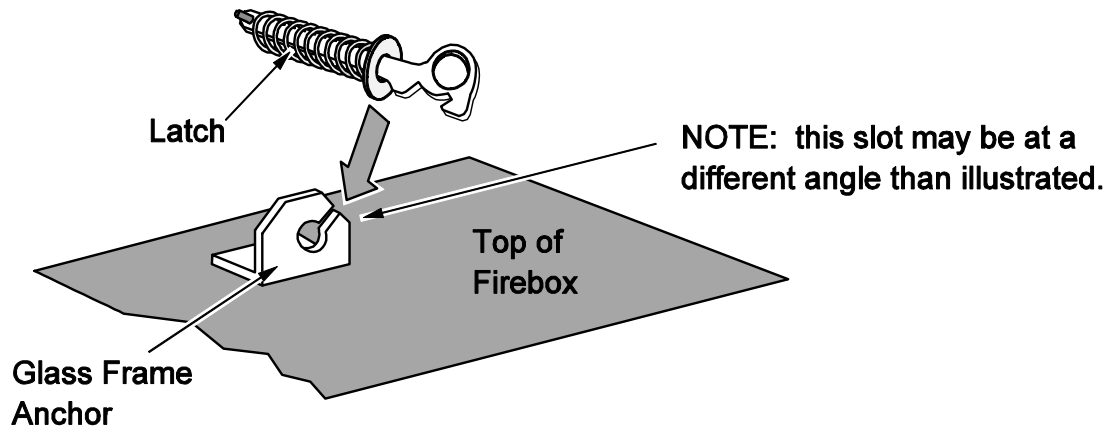 Latch
NOTE:  this slot may be at a
different angle than illustrated.
Top of
Firebox
Glass Frame
Anchor